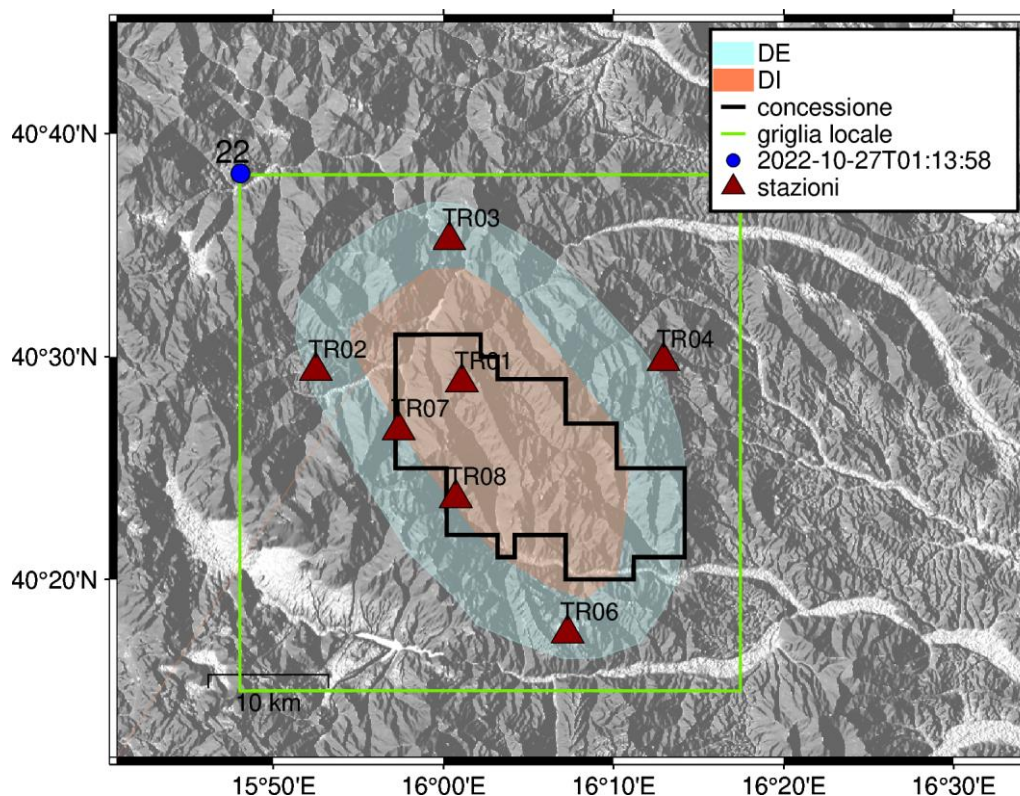 DE
DI
concessione
griglia locale
2022-10-27T01:13:58
stazioni
40°40'N
22
TR03
40°30'N
TR02
TR01
TR04
TR07
TR08
40°20'N
TR06
10 km
15°50'E
16°00'E
16°10'E
16°20'E
16°30'E